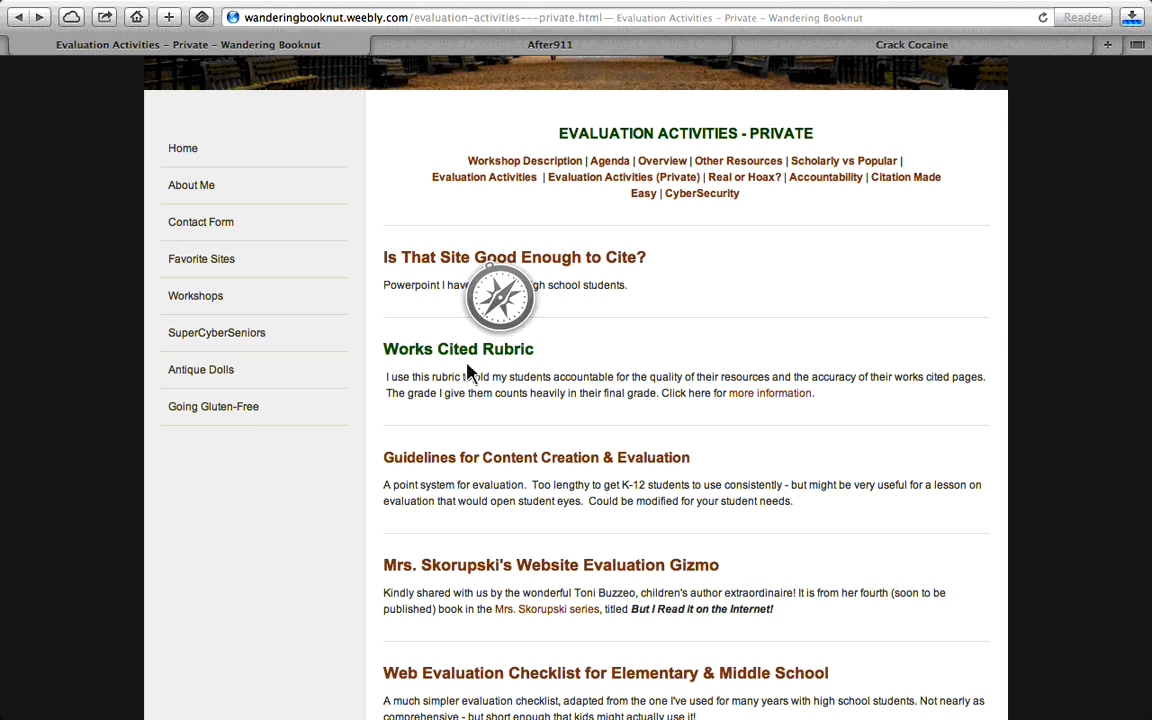 wanderingbooknut.weebly.com/evaluation-activities---private.html — Evaluation Activities – Private – Wandering Booknut
Reader
Evaluation Activities – Private – Wandering Booknut
After911
Crack Cocaine
Home
About Me
Contact Form
Favorite Sites
Workshops
SuperCyberSeniors
Antique Dolls
Going Gluten-Free
EVALUATION ACTIVITIES - PRIVATE
Workshop Description | Agenda | Overview | Other Resources | Scholarly vs Popular |
Evaluation Activities | Evaluation Activities (Private) | Real or Hoax? | Accountability | Citation Made
Easy | CyberSecurity
Is That Site Good Enough to Cite?
Powerpoint I school students.
Works Cited Rubric
I use this rubric my students accountable for the quality of their resources and the accuracy of their works cited pages.
The grade I give them counts heavily in their final grade. Click here for more information.
Guidelines for Content Creation & Evaluation
A point system for evaluation. Too lengthy to get K-12 students to use consistently - but might be very useful for a lesson on
evaluation that would open student eyes. Could be modified for your student needs.
Mrs. Skorupski's Website Evaluation Gizmo
Kindly shared with us by the wonderful Toni Buzzeo, children's author extraordinaire! It is from her fourth (soon to be
published) book in the Mrs. Skorupski series, titled But I Read it on the Internet!
Web Evaluation Checklist for Elementary & Middle School
A much simpler evaluation checklist, adapted from the one I've used for many years with high school students. Not nearly as
comprehensive - but short enough that kids might actually use it!